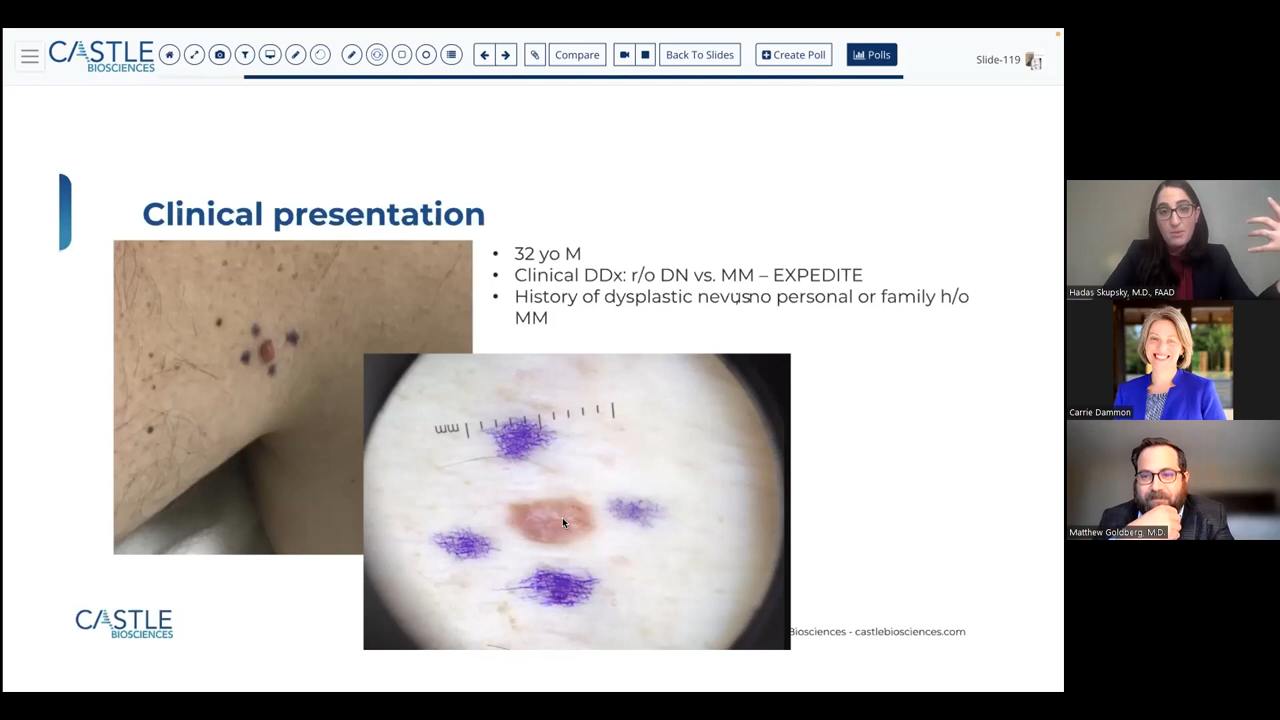 CASTLE
BIOSCIENCES
Compare
Back To Slides
Create Poll
Polls
Slide-119
Clinical presentation
• 32 yo M
• Clinical DDx: r/o DN vs. MM – EXPEDITE
• History of dysplastic nevus, no personal or family h/o
MM
mm
CASTLE
BIOSCIENCES
Biosciences - castlebiosciences.com
Hadas Skupsky, M.D., FAAD
Carrie Dammon
Matthew Goldberg, M.D.